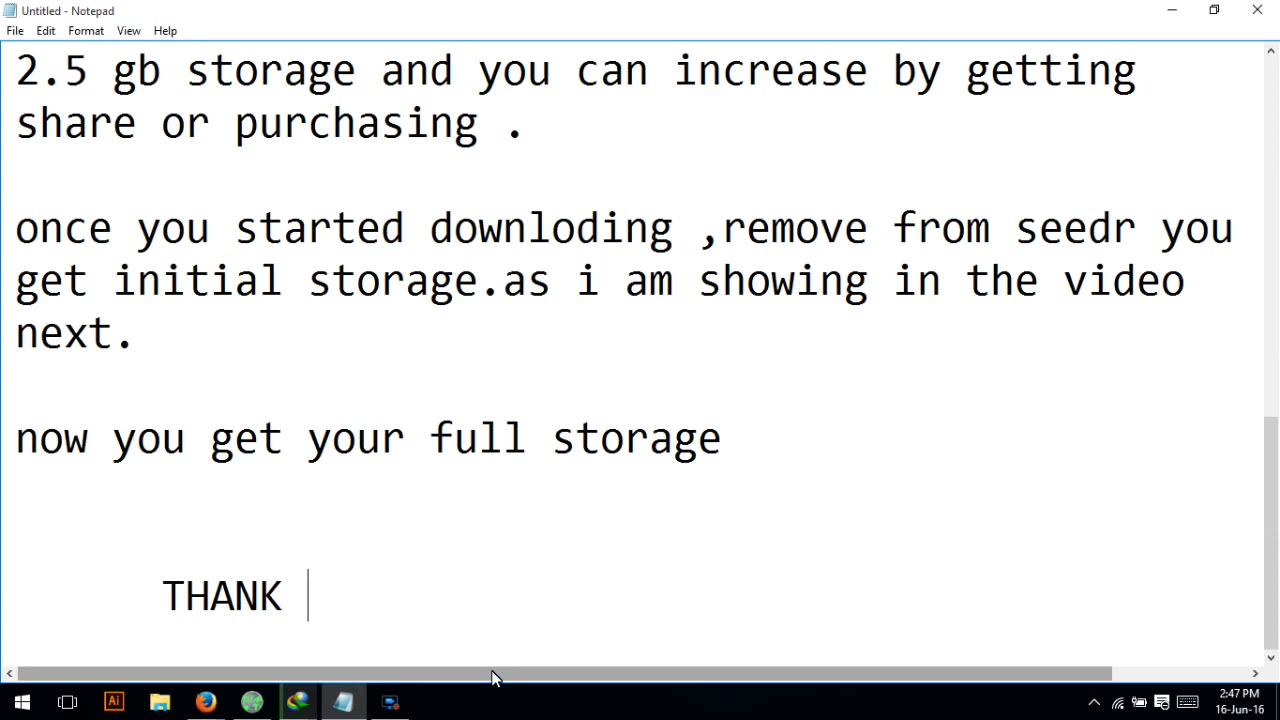 Untitled - Notepad
File Edit Format View Help
2.5 gb storage and you can increase by getting
share or purchasing .
once you started downloding ,remove from seedr you
get initial storage.as i am showing in the video
next.
now you get your full storage
THANK
Ai
2:47 PM
16-Jun-16